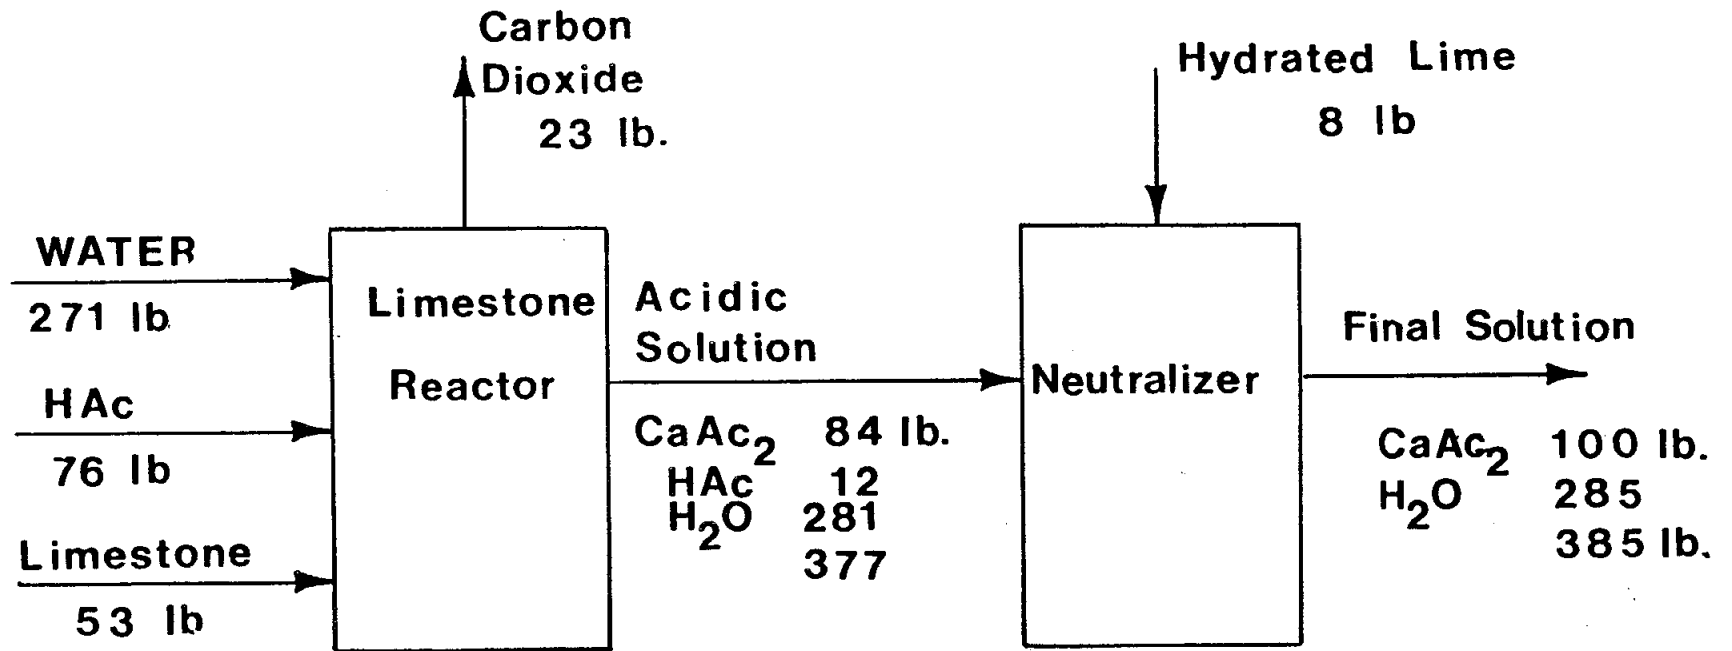 Carbon
Dioxide
23 lb.
Hydrated Lime
8 lb
WATER
271 lb
HAc
76 lb
Limestone
53 lb
Limestone
Reactor
Acidic
Solution
CaAc2 84 lb.
HAc 12
H2O 281
377
Neutralizer
Final Solution
CaAc2 100 lb.
H2O 285
385 lb.